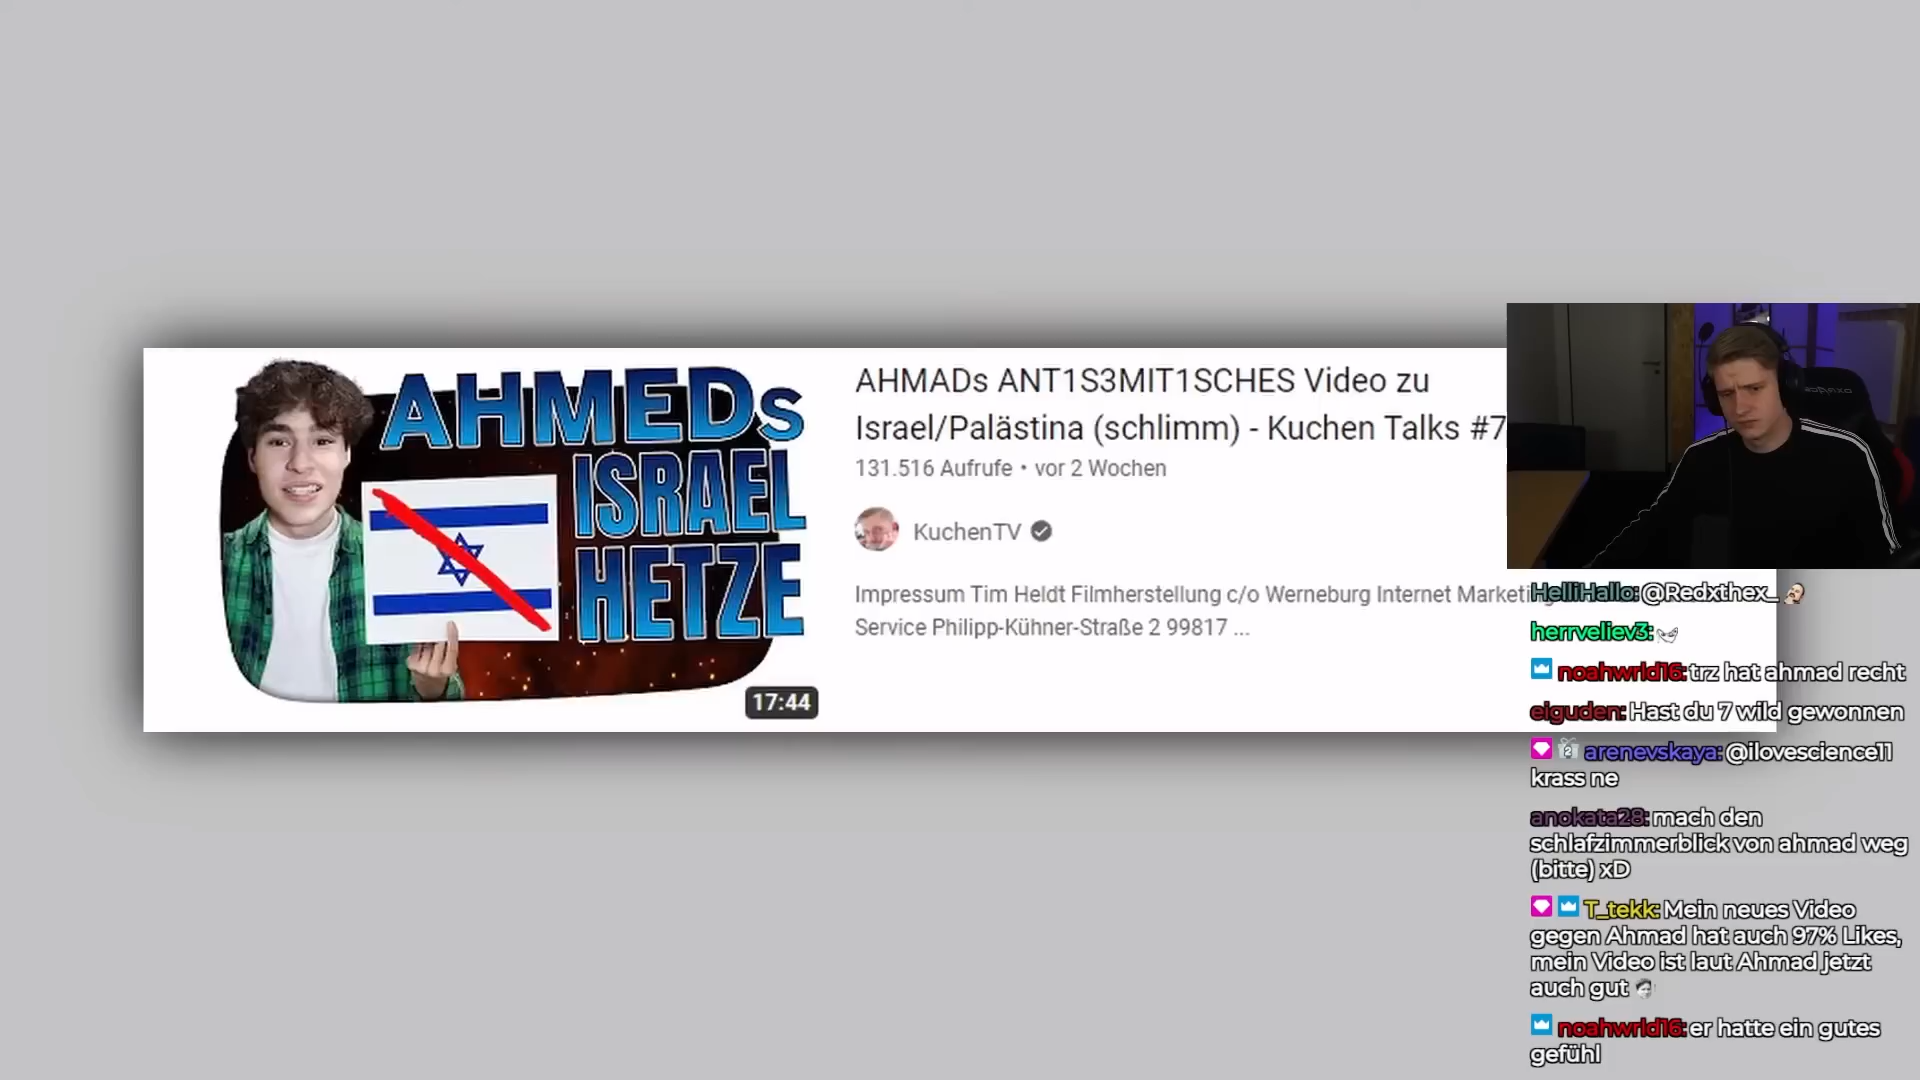 AHMEDs
ISRAEL
HETZE
17:44
AHMADs ANT1S3MIT1SCHES Video zu
Israel/Palästina (schlimm) - Kuchen Talks #7
131.516 Aufrufe • vor 2 Wochen
KuchenTV
Impressum Tim Heldt Filmherstellung c/o Werneburg Internet Marketing
Service Philipp-Kühner-Straße 2 99817 ...
HelliHallo: @Redxthex_
herrveliev3:
noahwrld16: trz hat ahmad recht
eiguden: Hast du 7 wild gewonnen
2 arenevskaya: @ilovescience11
krass ne
anokata28: mach den
schlafzimmerblick von ahmad weg
(bitte) xD
T_tekk: Mein neues Video
gegen Ahmad hat auch 97% Likes,
mein Video ist laut Ahmad jetzt
auch gut
noahwrld16: er hatte ein gutes
gefühl